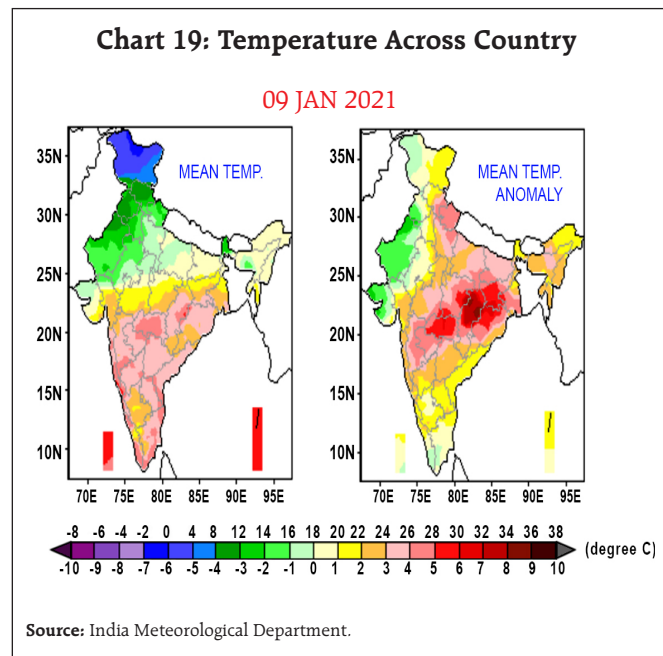 Chart 19: Temperature Across Country
09 JAN 2021
MEAN TEMP.
35N
30N
25N
20N
15N
10N
70E 75E 80E 85E 90E 95E
MEAN TEMP.
ANOMALY
35N
30N
25N
20N
15N
10N
70E 75E 80E 85E 90E 95E
-8 -6 -4 -2 0 4 8 12 14 16 18 20 22 24 26 28 30 32 34 36 38
-10 -9 -8 -7 -6 -5 -4 -3 -2 -1 0 1 2 3 4 5 6 7 8 9 10
(degree C)
Source: India Meteorological Department.